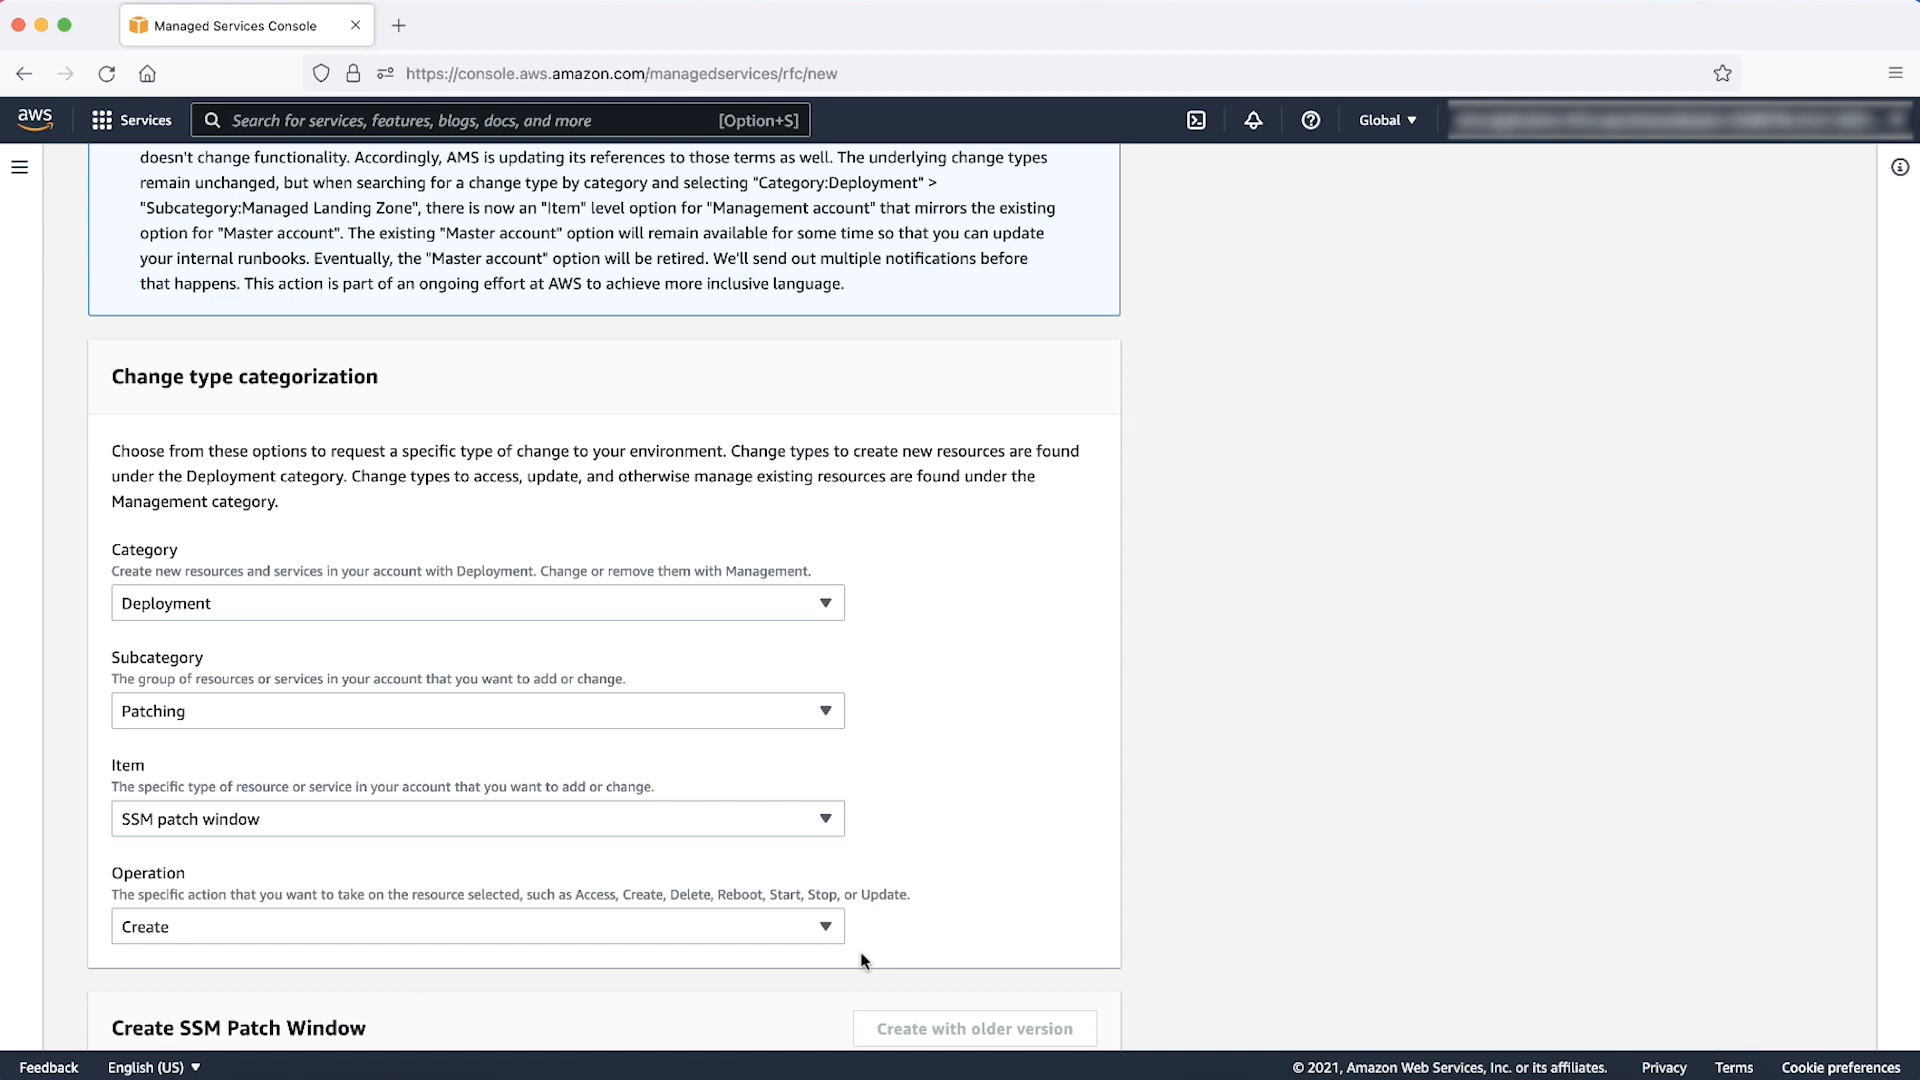 Managed Services Console
https://console.aws.amazon.com/managedservices/rfc/new
aws
Services
Search for services, features, blogs, docs, and more
[Option+S]
Global
doesn't change functionality. Accordingly, AMS is updating its references to those terms as well. The underlying change types
remain unchanged, but when searching for a change type by category and selecting "Category:Deployment" >
"Subcategory:Managed Landing Zone", there is now an "Item" level option for "Management account" that mirrors the existing
option for "Master account". The existing "Master account" option will remain available for some time so that you can update
your internal runbooks. Eventually, the "Master account" option will be retired. We'll send out multiple notifications before
that happens. This action is part of an ongoing effort at AWS to achieve more inclusive language.
Change type categorization
Choose from these options to request a specific type of change to your environment. Change types to create new resources are found
under the Deployment category. Change types to access, update, and otherwise manage existing resources are found under the
Management category.
Category
Create new resources and services in your account with Deployment. Change or remove them with Management.
Deployment
Subcategory
The group of resources or services in your account that you want to add or change.
Patching
Item
The specific type of resource or service in your account that you want to add or change.
SSM patch window
Operation
The specific action that you want to take on the resource selected, such as Access, Create, Delete, Reboot, Start, Stop, or Update.
Create
Create SSM Patch Window
Create with older version
Feedback
English (US)
© 2021, Amazon Web Services, Inc. or its affiliates.
Privacy
Terms
Cookie preferences